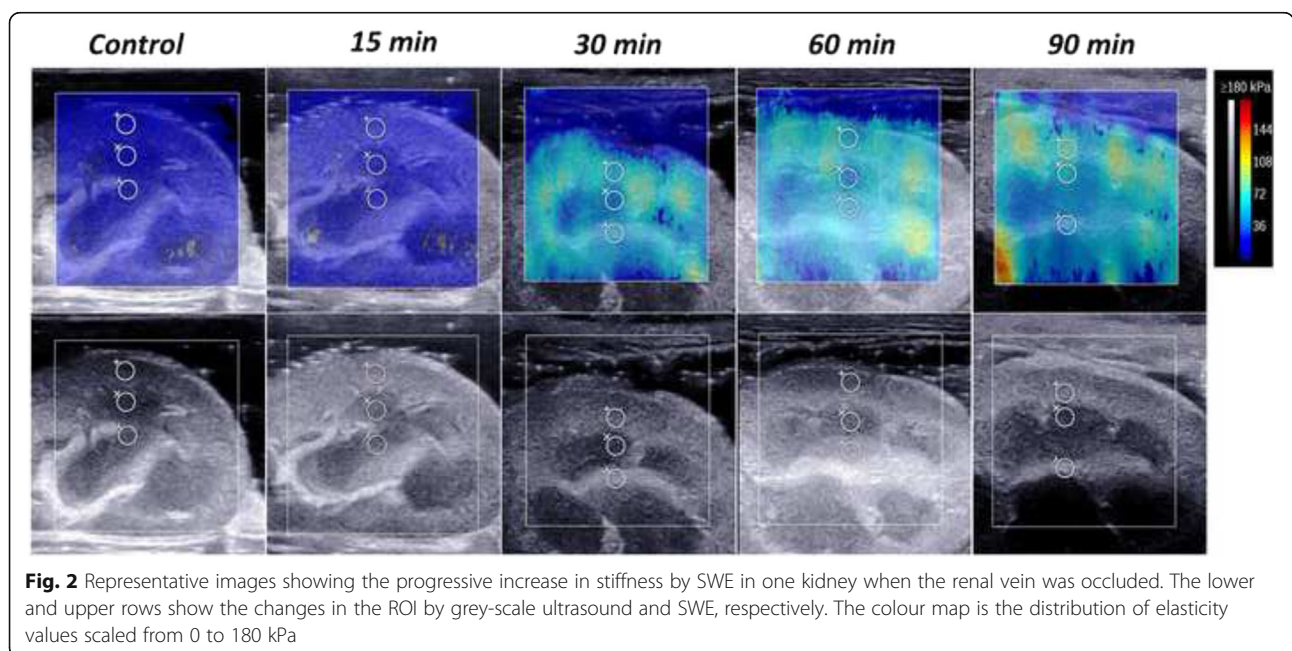 Control
15 min
30 min
60 min
90 min
≥180 kPa
144
108
72
36
Fig. 2 Representative images showing the progressive increase in stiffness by SWE in one kidney when the renal vein was occluded. The lower
and upper rows show the changes in the ROI by grey-scale ultrasound and SWE, respectively. The colour map is the distribution of elasticity
values scaled from 0 to 180 kPa